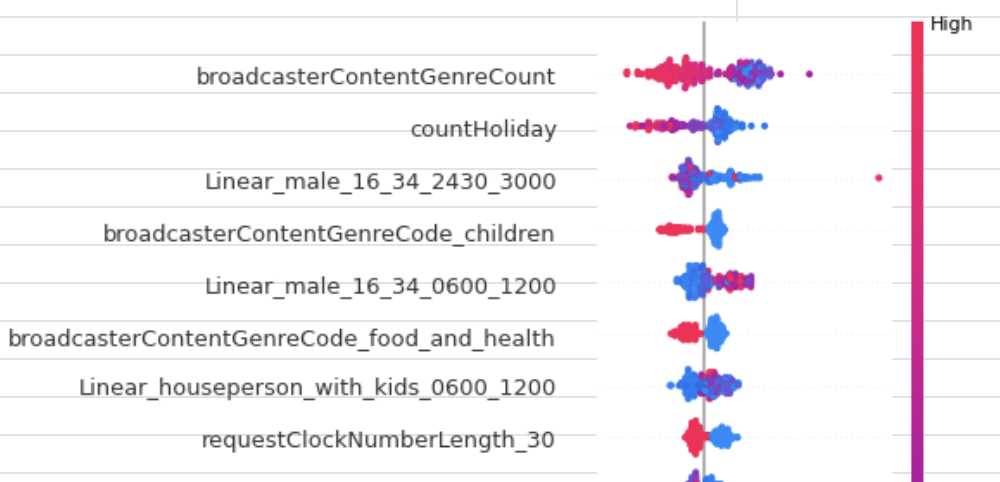 High
broadcasterContentGenreCount
countHoliday
Linear_male_16_34_2430_3000
broadcasterContentGenreCode_children
Linear_male_16_34_0600_1200
broadcasterContentGenreCode_food_and_health
Linear_houseperson_with_kids_0600_1200
requestClockNumberLength_30